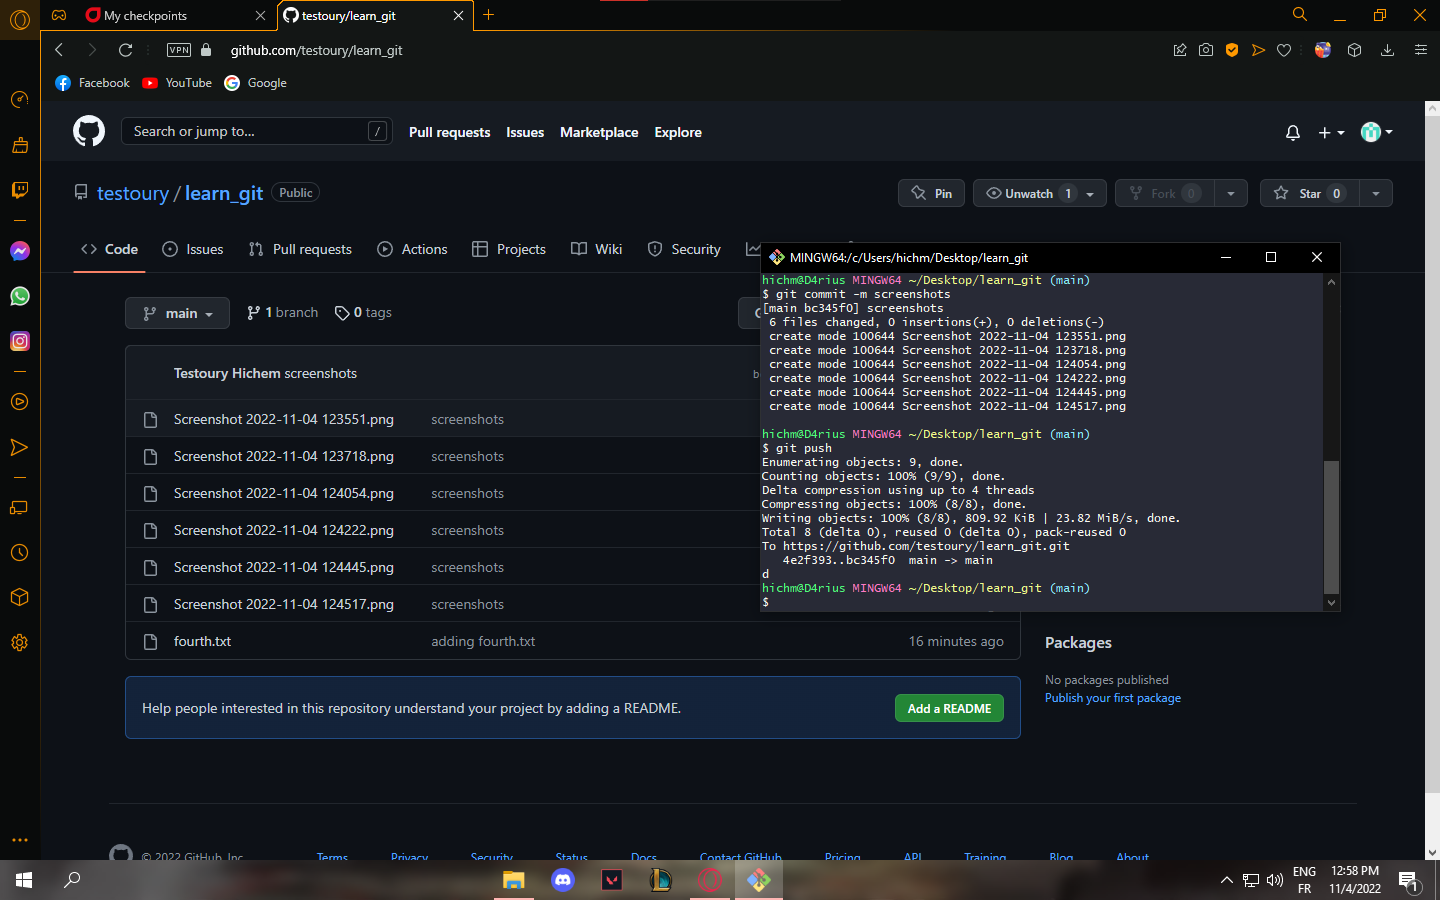 My checkpoints
testoury/learn_git
VPN
github.com/testoury/learn_git
Facebook
YouTube
Google
Search or jump to...
/
Pull requests
Issues
Marketplace
Explore
testoury / learn_git
Public
Pin
Unwatch 1
Fork 0
Star 0
Code
Issues
Pull requests
Actions
Projects
Wiki
Security
main
1 branch
0 tags
Testoury Hichem screenshots
Screenshot 2022-11-04 123551.png screenshots
Screenshot 2022-11-04 123718.png screenshots
Screenshot 2022-11-04 124054.png screenshots
Screenshot 2022-11-04 124222.png screenshots
Screenshot 2022-11-04 124445.png screenshots
Screenshot 2022-11-04 124517.png screenshots
fourth.txt adding fourth.txt 16 minutes ago
Help people interested in this repository understand your project by adding a README.
Add a README
Packages
No packages published
Publish your first package
MINGW64:/c/Users/hichm/Desktop/learn_git
hichm@D4rius MINGW64 ~/Desktop/learn_git (main)
$ git commit -m screenshots
[main bc345f0] screenshots
6 files changed, 0 insertions(+), 0 deletions(-)
create mode 100644 Screenshot 2022-11-04 123551.png
create mode 100644 Screenshot 2022-11-04 123718.png
create mode 100644 Screenshot 2022-11-04 124054.png
create mode 100644 Screenshot 2022-11-04 124222.png
create mode 100644 Screenshot 2022-11-04 124445.png
create mode 100644 Screenshot 2022-11-04 124517.png
hichm@D4rius MINGW64 ~/Desktop/learn_git (main)
$ git push
Enumerating objects: 9, done.
Counting objects: 100% (9/9), done.
Delta compression using up to 4 threads
Compressing objects: 100% (8/8), done.
Writing objects: 100% (8/8), 809.92 KiB | 23.82 MiB/s, done.
Total 8 (delta 0), reused 0 (delta 0), pack-reused 0
To https://github.com/testoury/learn_git.git
4e2f393..bc345f0 main -> main
d
hichm@D4rius MINGW64 ~/Desktop/learn_git (main)
$
© 2022 GitHub, Inc.
Terms
Privacy
Security
Status
Docs
Contact GitHub
Pricing
API
Training
Blog
About
ENG
FR
12:58 PM
11/4/2022
1